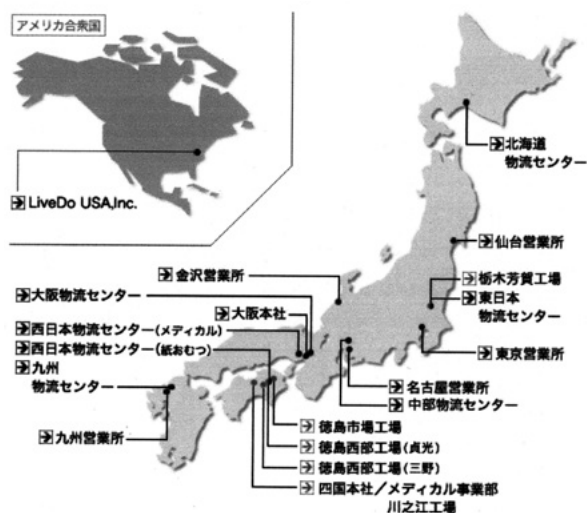 アメリカ合衆国
LiveDo USA,Inc.
北海道
物流センター
仙台営業所
金沢営業所
栃木芳賀工場
大阪物流センター
東日本
物流センター
大阪本社
西日本物流センター(メディカル)
西日本物流センター(紙おむつ)
東京営業所
九州
物流センター
名古屋営業所
中部物流センター
徳島市場工場
九州営業所
徳島西部工場(貞光)
徳島西部工場(三野)
四国本社／メディカル事業部
川之江工場